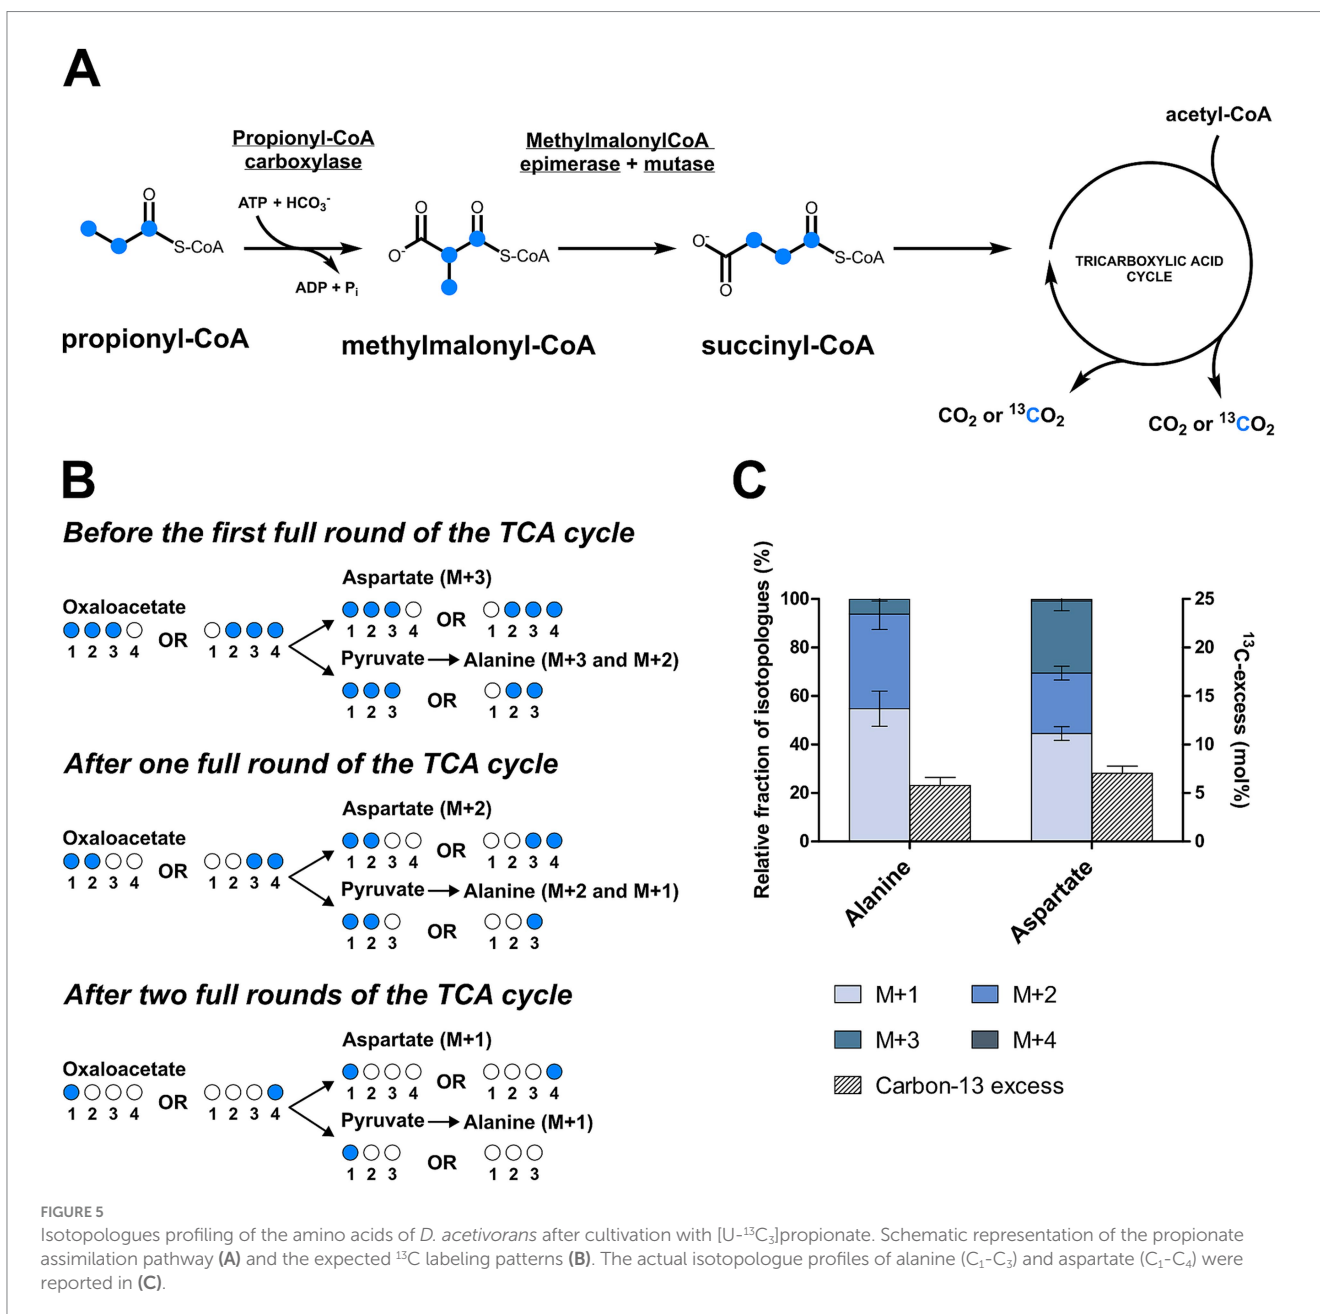 A
Propionyl-CoA
carboxylase
MethylmalonylCoA
epimerase + mutase
acetyl-CoA
ATP + HCO₃⁻
ADP + Pᵢ
O
S-CoA
O
O
O⁻
S-CoA
O
O⁻
O
S-CoA
TRICARBOXYLIC ACID
CYCLE
propionyl-CoA
methylmalonyl-CoA
succinyl-CoA
CO₂ or ¹³CO₂
CO₂ or ¹³CO₂
B
Before the first full round of the TCA cycle
Aspartate (M+3)
Oxaloacetate
OR
1 2 3 4
1 2 3 4
OR
1 2 3 4
1 2 3 4
Pyruvate
Alanine (M+3 and M+2)
OR
1 2 3
1 2 3
After one full round of the TCA cycle
Aspartate (M+2)
Oxaloacetate
OR
1 2 3 4
1 2 3 4
OR
1 2 3 4
1 2 3 4
Pyruvate
Alanine (M+2 and M+1)
OR
1 2 3
1 2 3
After two full rounds of the TCA cycle
Aspartate (M+1)
Oxaloacetate
OR
1 2 3 4
1 2 3 4
OR
1 2 3 4
1 2 3 4
Pyruvate
Alanine (M+1)
OR
1 2 3
1 2 3
C
Relative fraction of isotopologues (%)
100
80
60
40
20
0
25
20
15
10
5
0
¹³C-excess (mol%)
Alanine
Aspartate
M+1
M+2
M+3
M+4
Carbon-13 excess
FIGURE 5
Isotopologues profiling of the amino acids of D. acetivorans after cultivation with [U-¹³C₃]propionate. Schematic representation of the propionate
assimilation pathway (A) and the expected ¹³C labeling patterns (B). The actual isotopologue profiles of alanine (C₁-C₃) and aspartate (C₁-C₄) were
reported in (C).